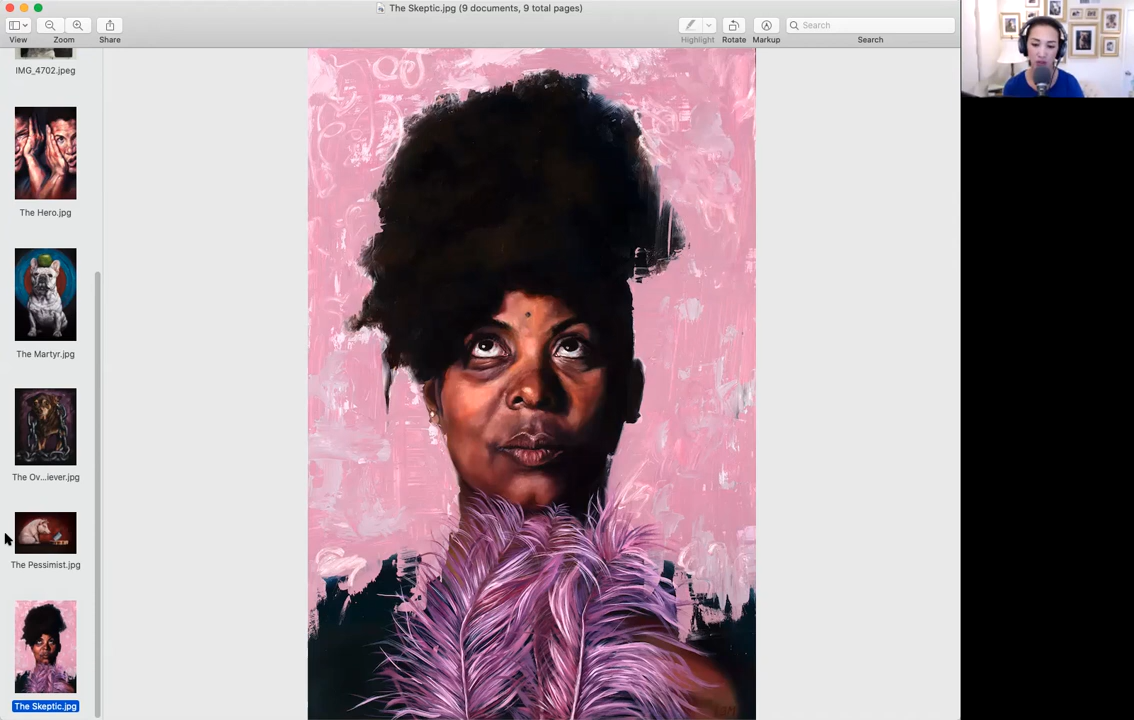 The Skeptic.jpg (9 documents, 9 total pages)
View
Zoom
Share
Highlight
Rotate
Markup
Search
Search
IMG_4702.jpeg
The Hero.jpg
The Martyr.jpg
The Ov...iever.jpg
The Pessimist.jpg
The Skeptic.jpg